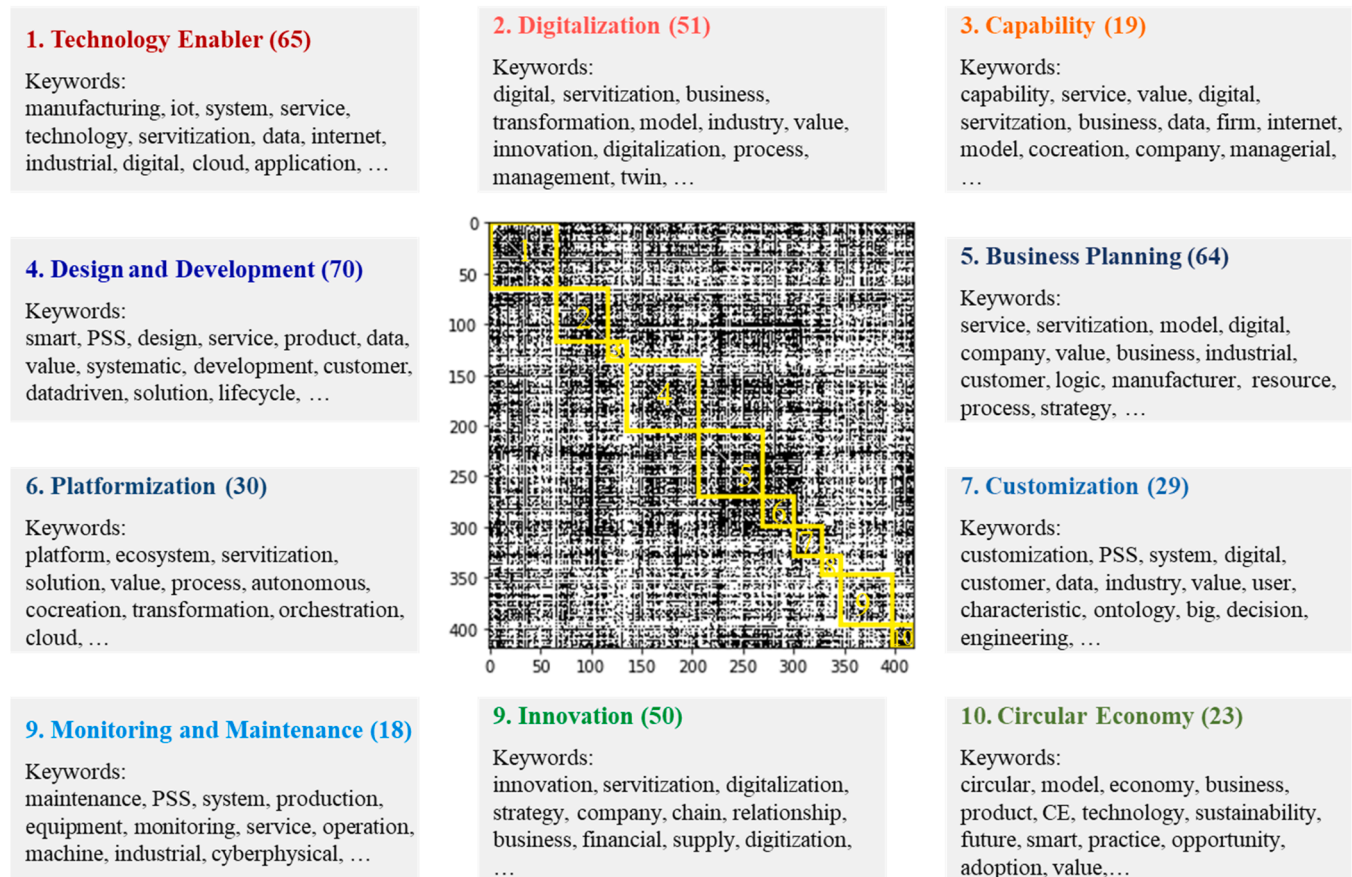 1. Technology Enabler (65)
Keywords:
manufacturing, iot, system, service,
technology, servitization, data, internet,
industrial, digital, cloud, application, …
2. Digitalization (51)
Keywords:
digital, servitization, business,
transformation, model, industry, value,
innovation, digitalization, process,
management, twin, …
3. Capability (19)
Keywords:
capability, service, value, digital,
servitzation, business, data, firm, internet,
model, cocreation, company, managerial,
…
4. Design and Development (70)
Keywords:
smart, PSS, design, service, product, data,
value, systematic, development, customer,
datadriven, solution, lifecycle, …
0
50
100
150
200
250
300
350
400
1
2
3
4
5
6
7
8
9
10
0 50 100 150 200 250 300 350 400
5. Business Planning (64)
Keywords:
service, servitization, model, digital,
company, value, business, industrial,
customer, logic, manufacturer, resource,
process, strategy, …
6. Platformization (30)
Keywords:
platform, ecosystem, servitization,
solution, value, process, autonomous,
cocreation, transformation, orchestration,
cloud, …
7. Customization (29)
Keywords:
customization, PSS, system, digital,
customer, data, industry, value, user,
characteristic, ontology, big, decision,
engineering, …
9. Monitoring and Maintenance (18)
Keywords:
maintenance, PSS, system, production,
equipment, monitoring, service, operation,
machine, industrial, cyberphysical, …
9. Innovation (50)
Keywords:
innovation, servitization, digitalization,
strategy, company, chain, relationship,
business, financial, supply, digitization,
…
10. Circular Economy (23)
Keywords:
circular, model, economy, business,
product, CE, technology, sustainability,
future, smart, practice, opportunity,
adoption, value,…